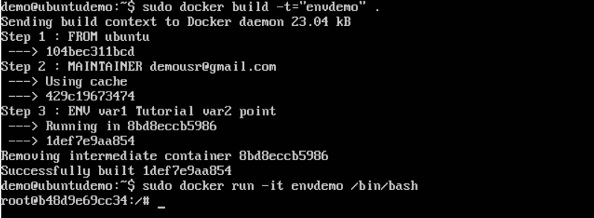 demo@ubuntudemo:~$ sudo docker build -t="envdemo" .
Sending build context to Docker daemon 23.04 kB
Step 1 : FROM ubuntu
 ---> 104bec311bcd
Step 2 : MAINTAINER demousr@gmail.com
 ---> Using cache
 ---> 429c19673474
Step 3 : ENV var1 Tutorial var2 point
 ---> Running in 8bd8eccb5986
 ---> 1def7e9aa854
Removing intermediate container 8bd8eccb5986
Successfully built 1def7e9aa854
demo@ubuntudemo:~$ sudo docker run -it envdemo /bin/bash
root@b48d9e69cc34:/# _